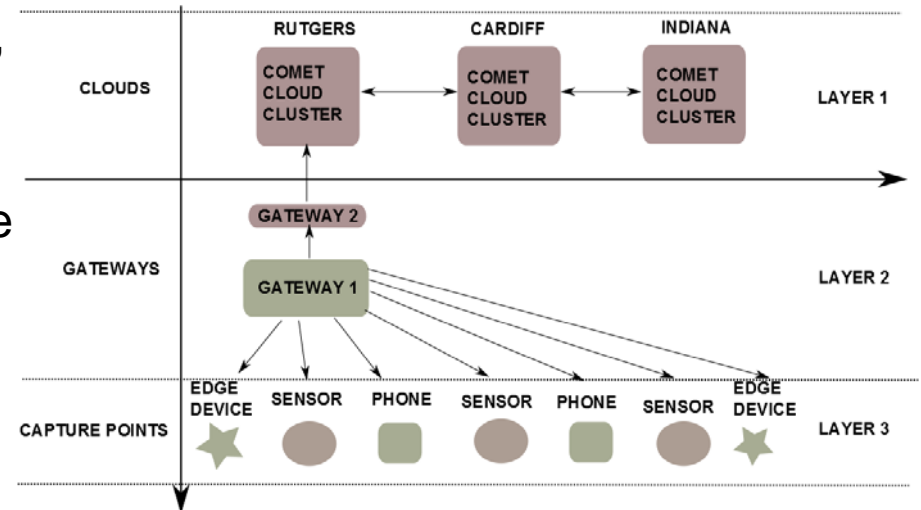 RUTGERS
CARDIFF
INDIANA
CLOUDS
COMET
CLOUD
CLUSTER
COMET
CLOUD
CLUSTER
COMET
CLOUD
CLUSTER
LAYER 1
e
GATEWAY 2
GATEWAYS
GATEWAY 1
LAYER 2
CAPTURE POINTS
EDGE
DEVICE
SENSOR
PHONE
SENSOR
PHONE
SENSOR
EDGE
DEVICE
LAYER 3